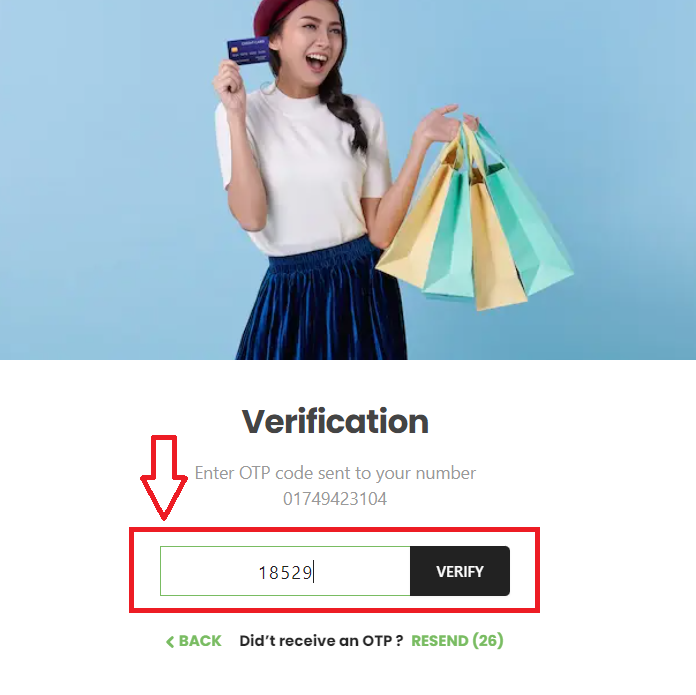 CREDIT CARD
Verification
Enter OTP code sent to your number
01749423104
18529
VERIFY
BACK
Did’t receive an OTP ?
RESEND (26)